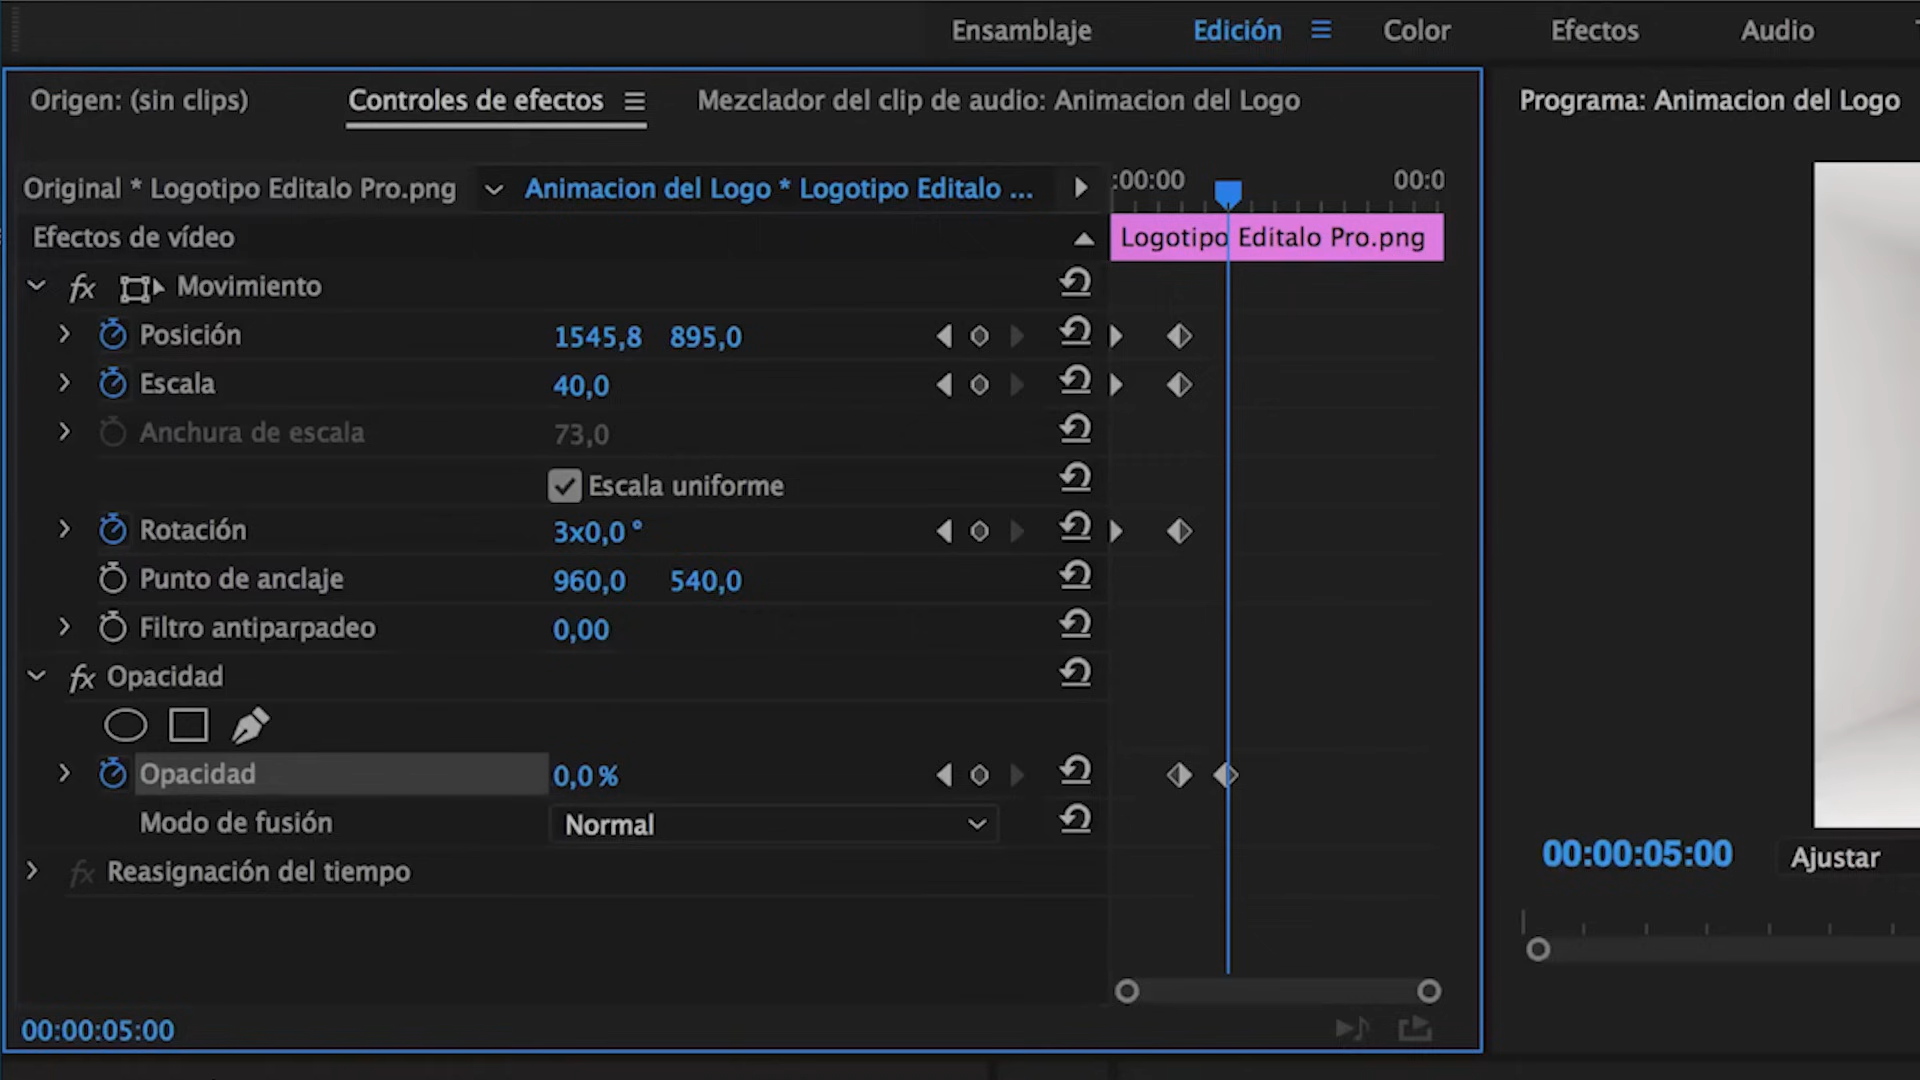 Ensamblaje Edición Color Efectos Audio
Origen: (sin clips) Controles de efectos Mezclador del clip de audio: Animacion del Logo Programa: Animacion del Logo
Original * Logotipo Editalo Pro.png Animacion del Logo * Logotipo Editalo ... :00:00 00:0
Efectos de vídeo Logotipo Editalo Pro.png
fx Movimiento
Posición 1545,8 895,0
Escala 40,0
Anchura de escala 73,0
Escala uniforme
Rotación 3x0,0 °
Punto de anclaje 960,0 540,0
Filtro antiparpadeo 0,00
fx Opacidad
Opacidad 0,0 %
Modo de fusión Normal
00:00:05:00 Ajustar
fx Reasignación del tiempo
00:00:05:00